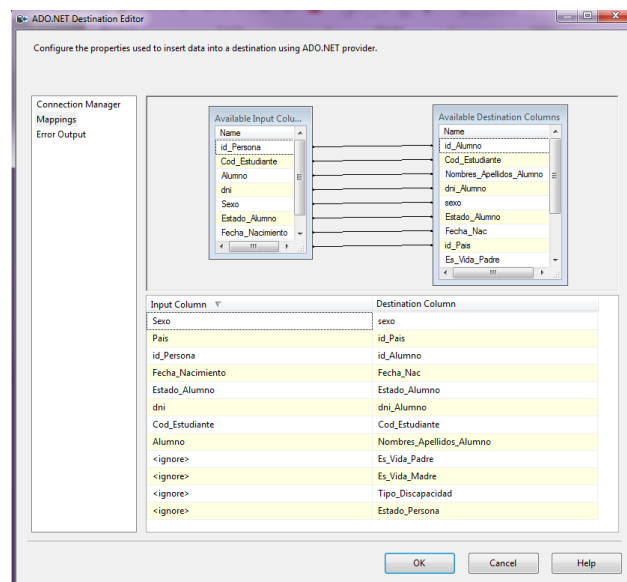 ADO.NET Destination Editor
Configure the properties used to insert data into a destination using ADO.NET provider.
Connection Manager
Mappings
Error Output
Available Input Colu...
Name
id_Persona
Cod_Estudiante
Alumno
dni
Sexo
Estado_Alumno
Fecha_Nacimiento
Available Destination Columns
Name
id_Alumno
Cod_Estudiante
Nombres_Apellidos_Alumno
dni_Alumno
sexo
Estado_Alumno
Fecha_Nac
id_Pais
Es_Vida_Padre
Input Column Destination Column
Sexo sexo
Pais id_Pais
id_Persona id_Alumno
Fecha_Nacimiento Fecha_Nac
Estado_Alumno Estado_Alumno
dni dni_Alumno
Cod_Estudiante Cod_Estudiante
Alumno Nombres_Apellidos_Alumno
<ignore> Es_Vida_Padre
<ignore> Es_Vida_Madre
<ignore> Tipo_Discapacidad
<ignore> Estado_Persona
OK Cancel Help